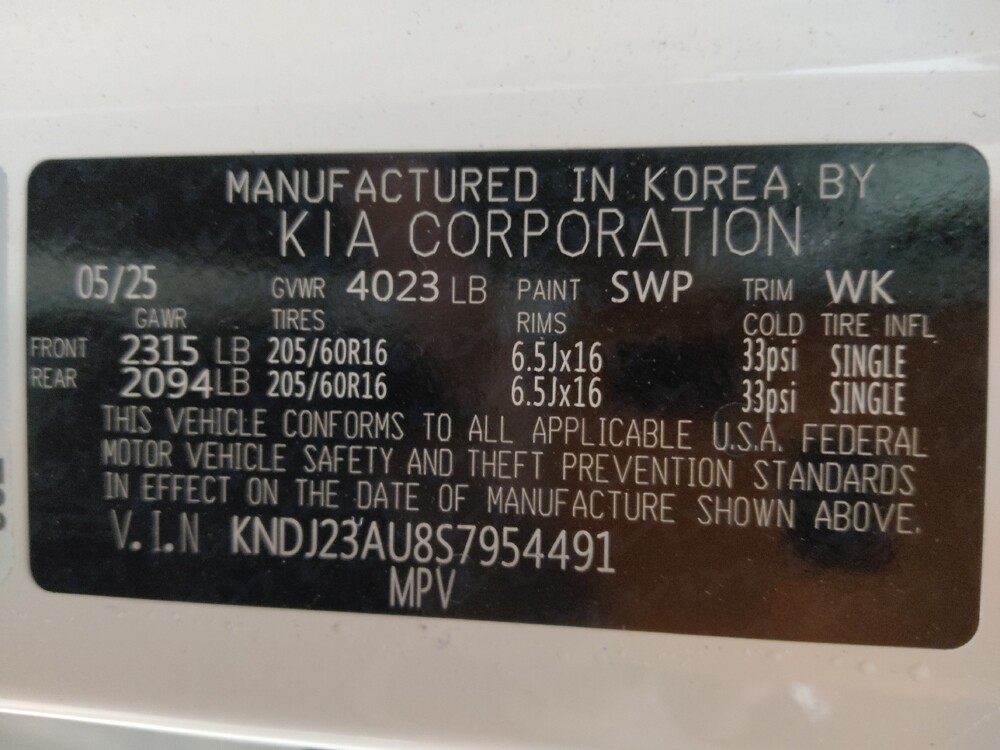 MANUFACTURED IN KOREA BY
KIA CORPORATION
05/25 GVWR 4023 LB PAINT SWP TRIM WK
GAWR TIRES RIMS COLD TIRE INFL
FRONT 2315 LB 205/60R16 6.5Jx16 33psi SINGLE
REAR 2094 LB 205/60R16 6.5Jx16 33psi SINGLE
THIS VEHICLE CONFORMS TO ALL APPLICABLE U.S.A. FEDERAL
MOTOR VEHICLE SAFETY AND THEFT PREVENTION STANDARDS
IN EFFECT ON THE DATE OF MANUFACTURE SHOWN ABOVE.
V.I.N KNDJ23AU8S7954491
MPV